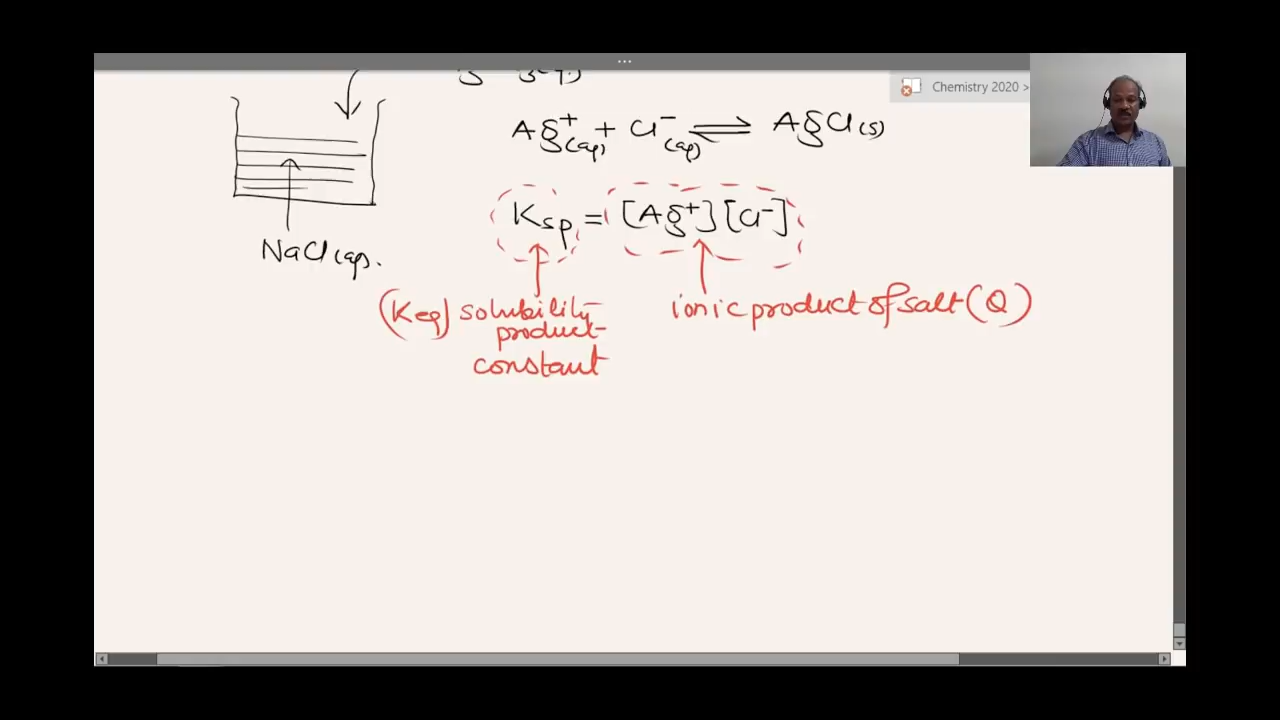 Chemistry 2020 >
Ag⁺(aq) + Cl⁻(aq) ⇌ AgCl(s)
Ksp = [Ag⁺][Cl⁻]
NaCl(aq).
(Keq) solubility product constant
ionic product of salt (Q)